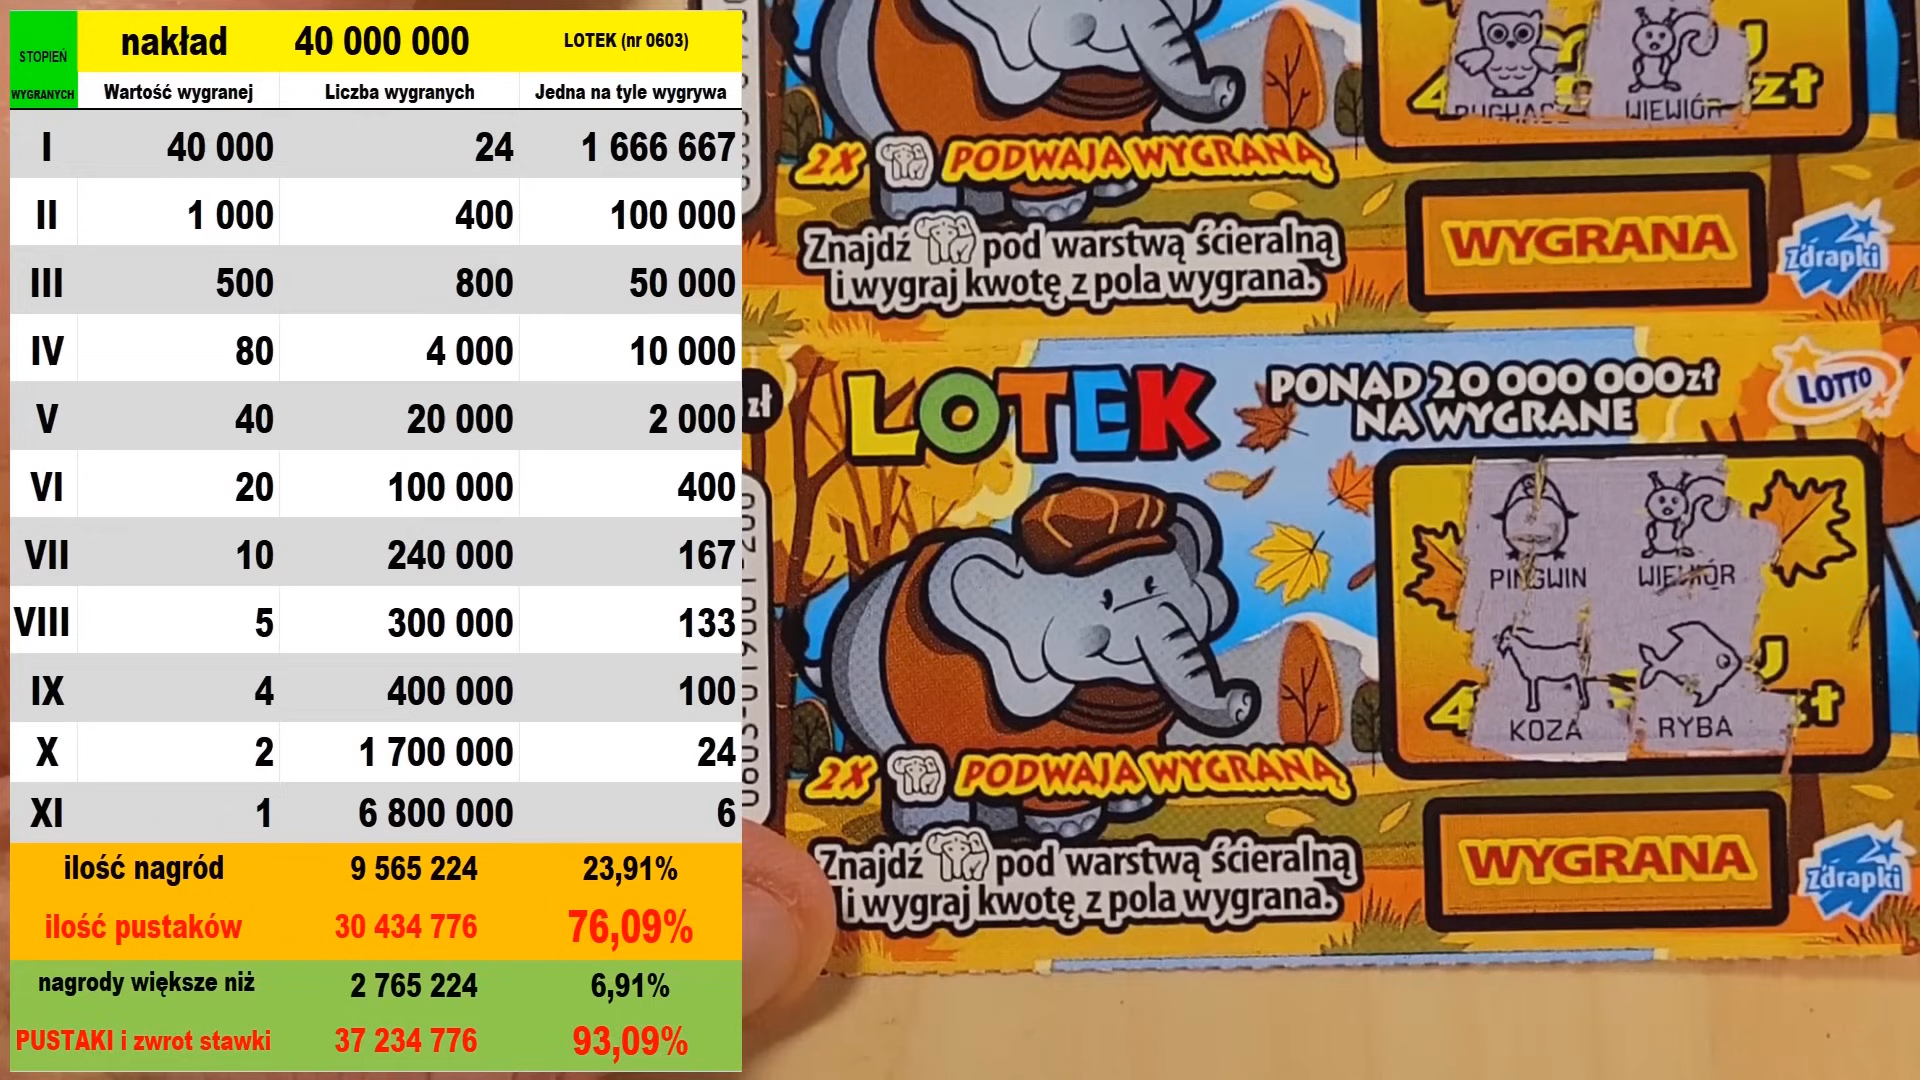 STOPIEŃ WYGRANYCH
nakład 40 000 000 LOTEK (nr 0603)
Wartość wygranej Liczba wygranych Jedna na tyle wygrywa
I 40 000 24 1 666 667
II 1 000 400 100 000
III 500 800 50 000
IV 80 4 000 10 000
V 40 20 000 2 000
VI 20 100 000 400
VII 10 240 000 167
VIII 5 300 000 133
IX 4 400 000 100
X 2 1 700 000 24
XI 1 6 800 000 6
ilość nagród 9 565 224 23,91%
ilość pustaków 30 434 776 76,09%
nagrody większe niż 2 765 224 6,91%
PUSTAKI i zwrot stawki 37 234 776 93,09%
PUCHACZ WIEWIÓR
zł
2X PODWAJA WYGRANĄ
Znajdź pod warstwą ścieralną
i wygraj kwotę z pola wygrana.
WYGRANA
Zdrapki
zł
LOTEK
PONAD 20 000 000zł
NA WYGRANE
LOTTO
PINGWIN WIEWIÓR
KOZA RYBA
zł
2X PODWAJA WYGRANĄ
Znajdź pod warstwą ścieralną
i wygraj kwotę z pola wygrana.
WYGRANA
Zdrapki